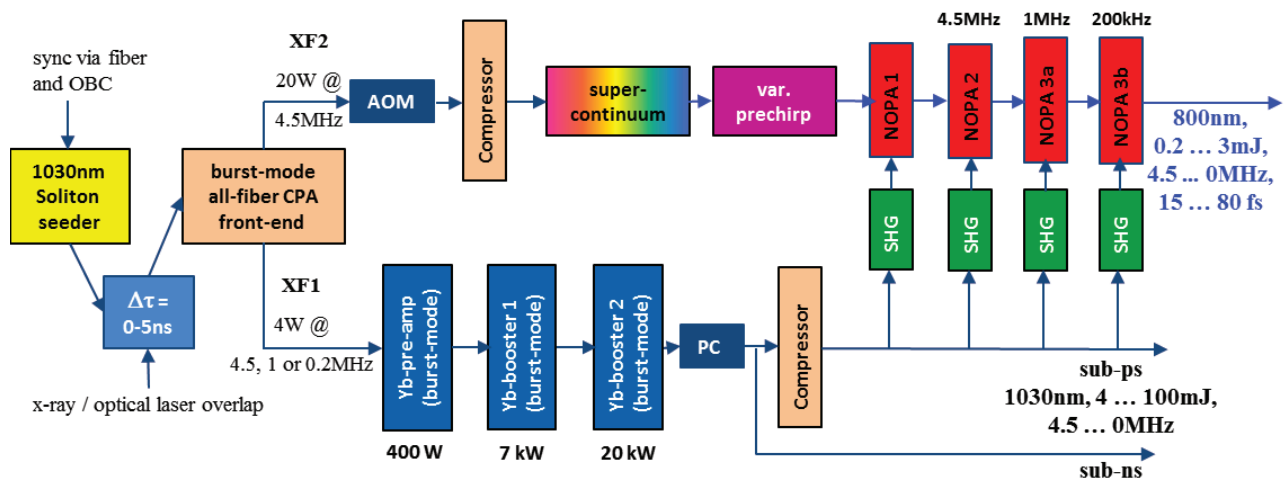 sync via fiber
and OBC
1030nm
Soliton
seeder
Δτ =
0-5ns
x-ray / optical laser overlap
burst-mode
all-fiber CPA
front-end
XF2
20W @
4.5MHz
AOM
Compressor
super-
continuum
var.
prechirp
NOPA 1
4.5MHz
NOPA 2
1MHz
NOPA 3a
200kHz
NOPA 3b
800nm,
0.2 … 3mJ,
4.5 ... 0MHz,
15 … 80 fs
SHG
SHG
SHG
SHG
XF1
4W @
4.5, 1 or 0.2MHz
Yb-pre-amp
(burst-mode)
400 W
Yb-booster 1
(burst-mode)
7 kW
Yb-booster 2
(burst-mode)
20 kW
PC
Compressor
sub-ps
1030nm, 4 … 100mJ,
4.5 … 0MHz
sub-ns